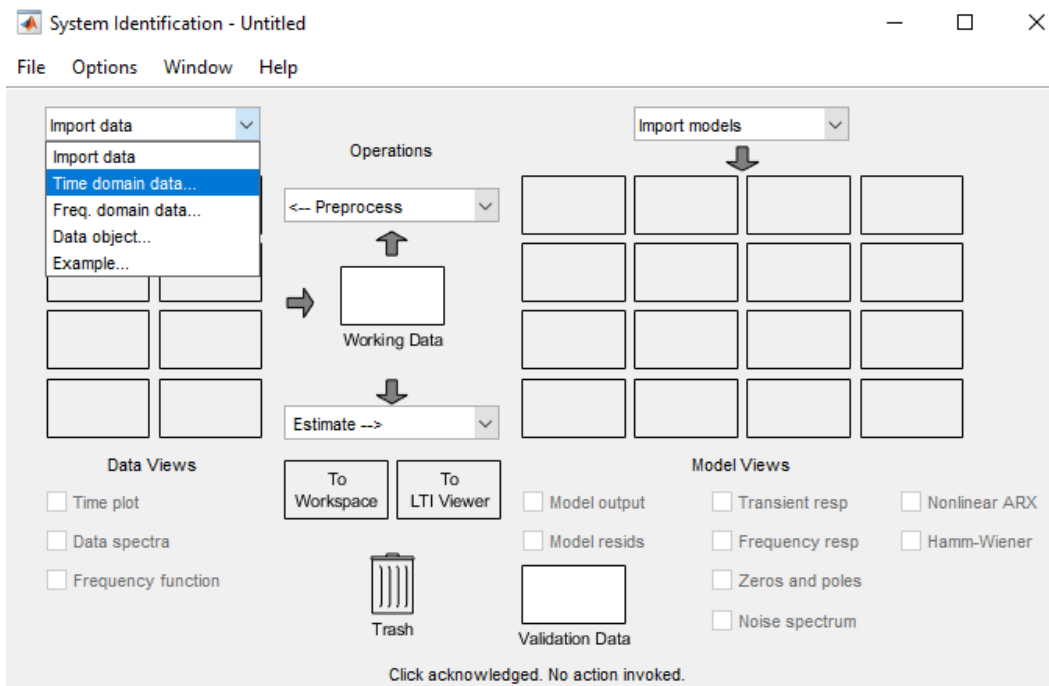 System Identification - Untitled
File Options Window Help
Import data
Import data
Time domain data...
Freq. domain data...
Data object...
Example...
Operations
<-- Preprocess
Working Data
Estimate -->
Import models
Data Views
Time plot
Data spectra
Frequency function
To
Workspace
To
LTI Viewer
Trash
Model Views
Model output
Transient resp
Nonlinear ARX
Model resids
Frequency resp
Hamm-Wiener
Zeros and poles
Noise spectrum
Validation Data
Click acknowledged. No action invoked.